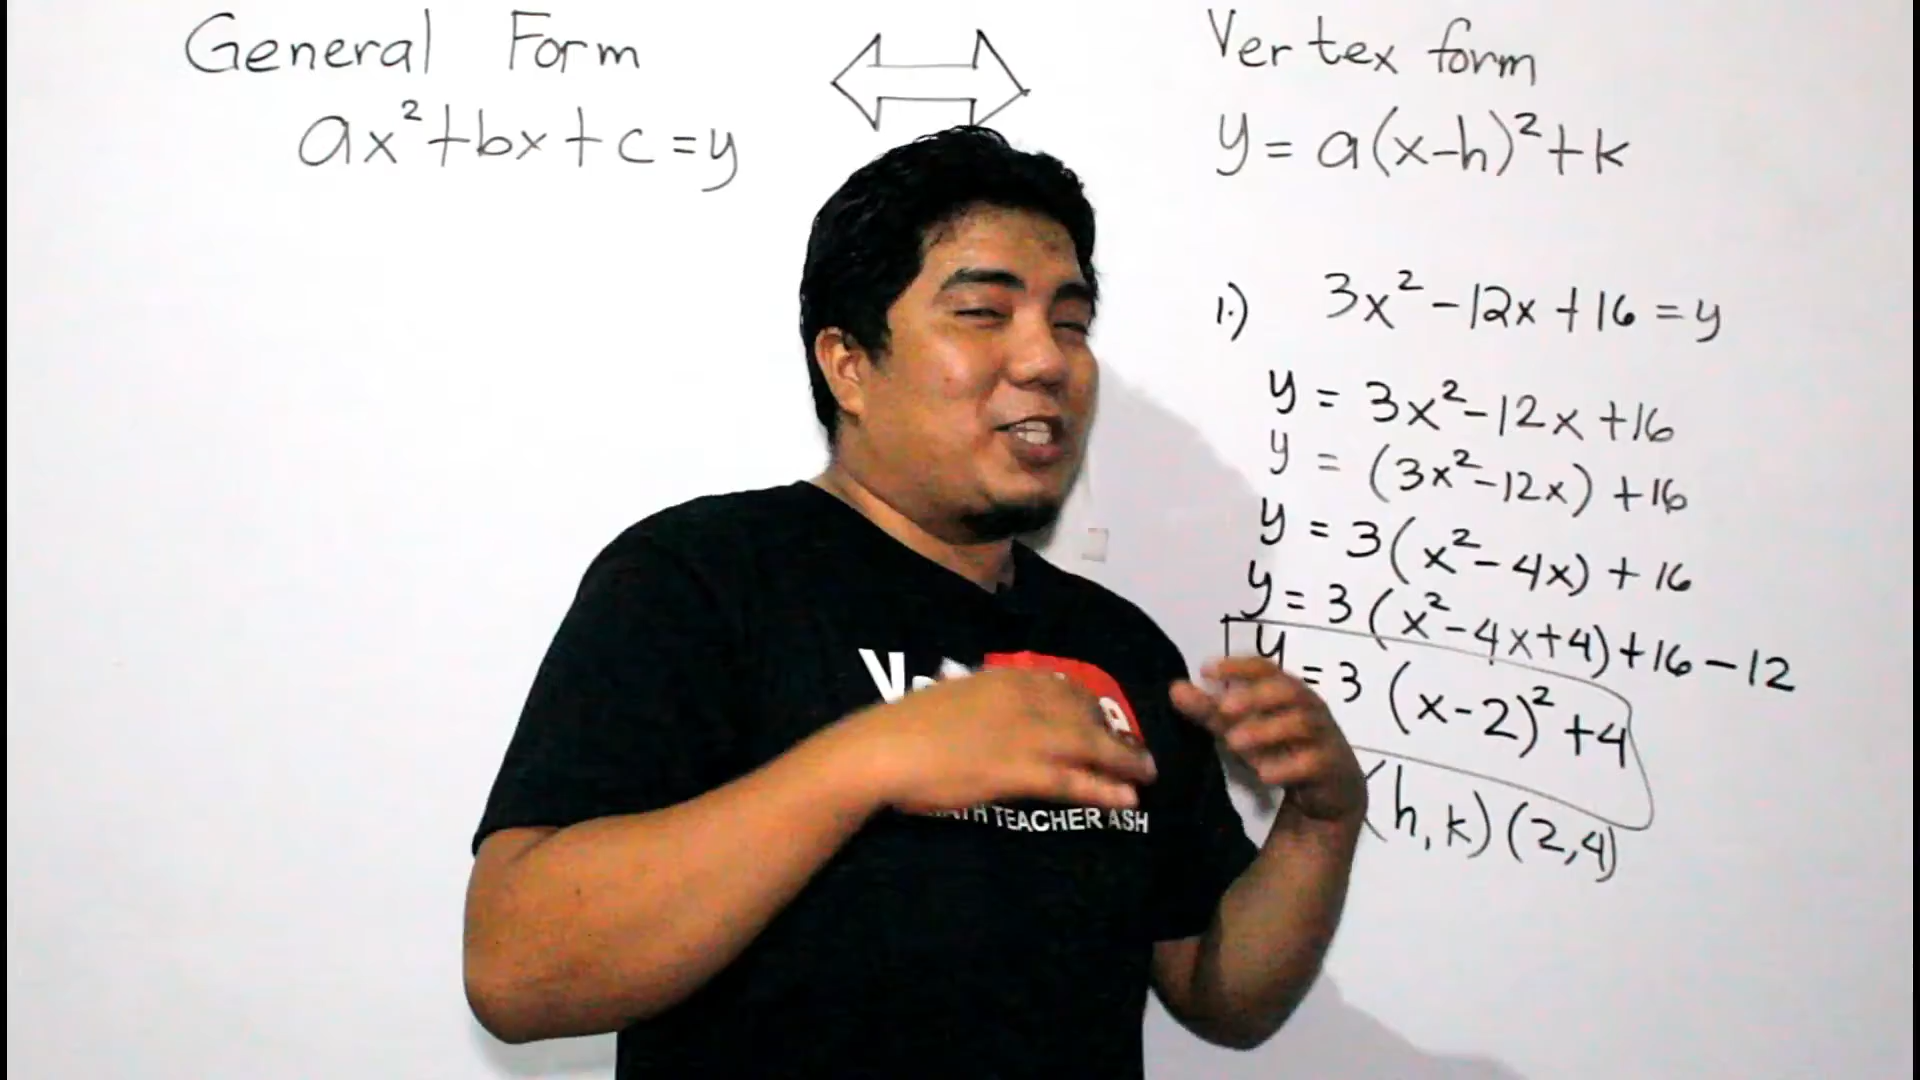 General Form
ax²+bx+c=y
Vertex form
y=a(x-h)²+k
1.) 3x²-12x+16=y
y=3x²-12x+16
y=(3x²-12x)+16
y=3(x²-4x)+16
y=3(x²-4x+4)+16-12
y=3(x-2)²+4
(h,k)(2,4)
TEACHER ASH